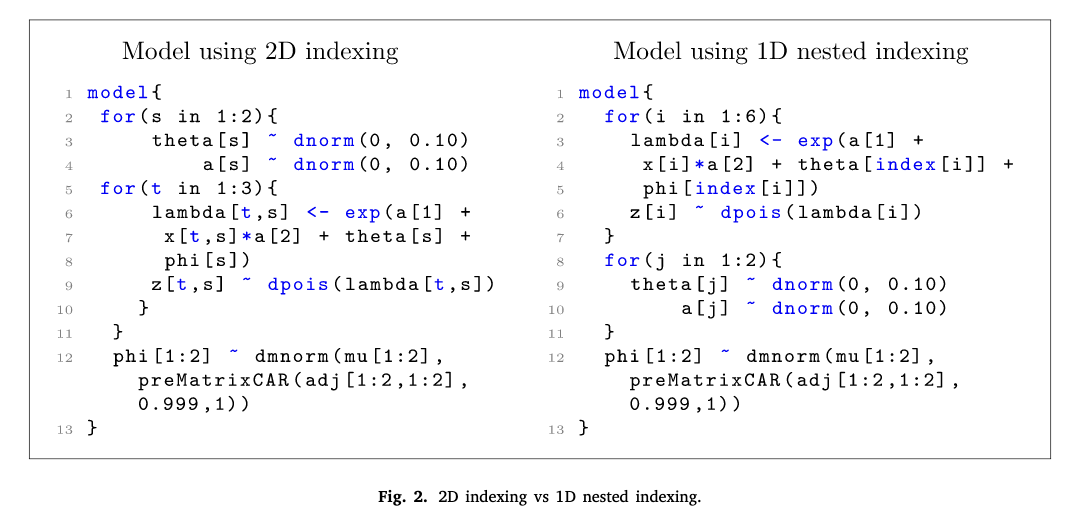 Model using 2D indexing
1 model{
2 for(s in 1:2){
3 theta[s] ~ dnorm(0, 0.10)
4 a[s] ~ dnorm(0, 0.10)
5 for(t in 1:3){
6 lambda[t,s] <- exp(a[1] +
7 x[t,s]*a[2] + theta[s] +
8 phi[s])
9 z[t,s] ~ dpois(lambda[t,s])
10 }
11 }
12 phi[1:2] ~ dmnorm(mu[1:2],
preMatrixCAR(adj[1:2,1:2],
0.999,1))
13 }
Model using 1D nested indexing
1 model{
2 for(i in 1:6){
3 lambda[i] <- exp(a[1] +
4 x[i]*a[2] + theta[index[i]] +
5 phi[index[i]])
6 z[i] ~ dpois(lambda[i])
7 }
8 for(j in 1:2){
9 theta[j] ~ dnorm(0, 0.10)
10 a[j] ~ dnorm(0, 0.10)
11 }
12 phi[1:2] ~ dmnorm(mu[1:2],
preMatrixCAR(adj[1:2,1:2],
0.999,1))
13 }
Fig. 2. 2D indexing vs 1D nested indexing.